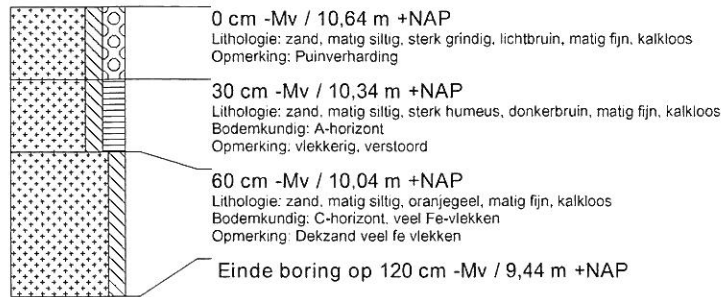 0 cm -Mv / 10,64 m +NAP
Lithologie: zand, matig siltig, sterk grindig, lichtbruin, matig fijn, kalkloos
Opmerking: Puinverharding
30 cm -Mv / 10,34 m +NAP
Lithologie: zand, matig siltig, sterk humeus, donkerbruin, matig fijn, kalkloos
Bodemkundig: A-horizont
Opmerking: vlekkerig, verstoord
60 cm -Mv / 10,04 m +NAP
Lithologie: zand, matig siltig, oranjegeel, matig fijn, kalkloos
Bodemkundig: C-horizont, veel Fe-vlekken
Opmerking: Dekzand veel fe vlekken
Einde boring op 120 cm -Mv / 9,44 m +NAP